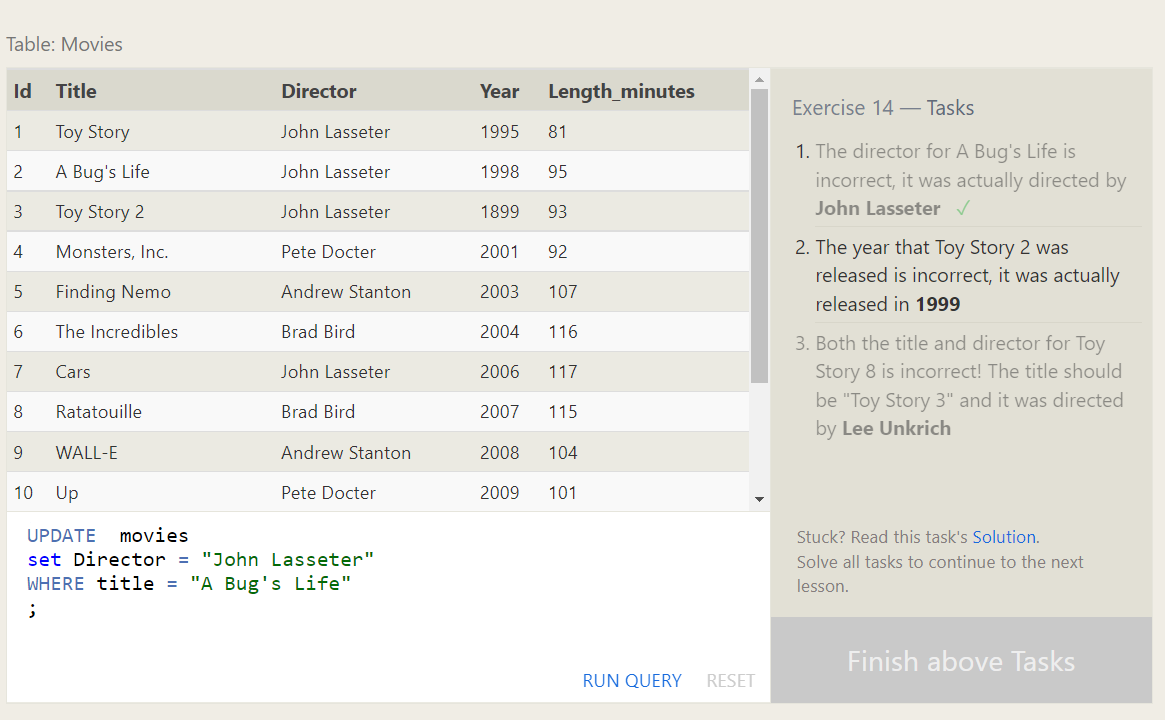 Table: Movies
Id Title Director Year Length_minutes
1 Toy Story John Lasseter 1995 81
2 A Bug's Life John Lasseter 1998 95
3 Toy Story 2 John Lasseter 1899 93
4 Monsters, Inc. Pete Docter 2001 92
5 Finding Nemo Andrew Stanton 2003 107
6 The Incredibles Brad Bird 2004 116
7 Cars John Lasseter 2006 117
8 Ratatouille Brad Bird 2007 115
9 WALL-E Andrew Stanton 2008 104
10 Up Pete Docter 2009 101
UPDATE  movies
set Director = "John Lasseter"
WHERE title = "A Bug's Life"
;
RUN QUERY RESET
Exercise 14 — Tasks
1. The director for A Bug's Life is
incorrect, it was actually directed by
John Lasseter ✓
2. The year that Toy Story 2 was
released is incorrect, it was actually
released in 1999
3. Both the title and director for Toy
Story 8 is incorrect! The title should
be "Toy Story 3" and it was directed
by Lee Unkrich
Stuck? Read this task's Solution.
Solve all tasks to continue to the next
lesson.
Finish above Tasks